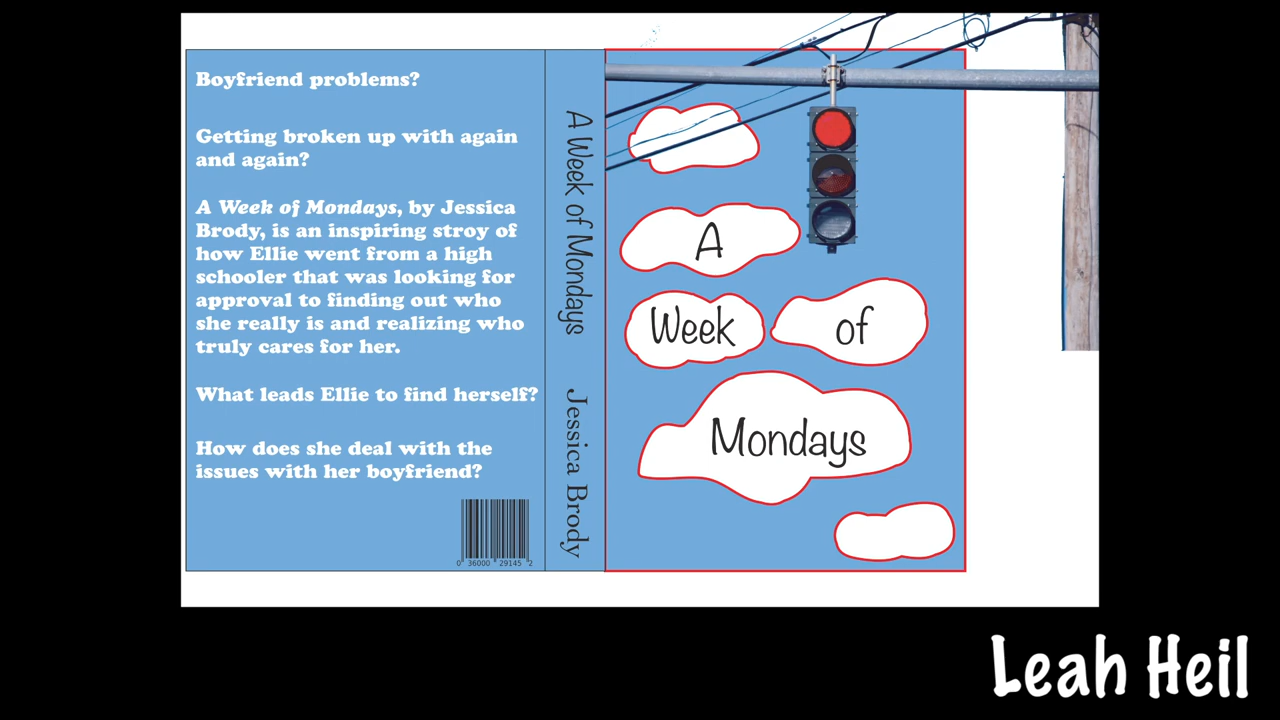 Boyfriend problems?
Getting broken up with again
and again?
A Week of Mondays, by Jessica
Brody, is an inspiring stroy of
how Ellie went from a high
schooler that was looking for
approval to finding out who
she really is and realizing who
truly cares for her.
What leads Ellie to find herself?
How does she deal with the
issues with her boyfriend?
0 36000 29145 2
A Week of Mondays
Jessica Brody
A
Week
of
Mondays
Leah Heil